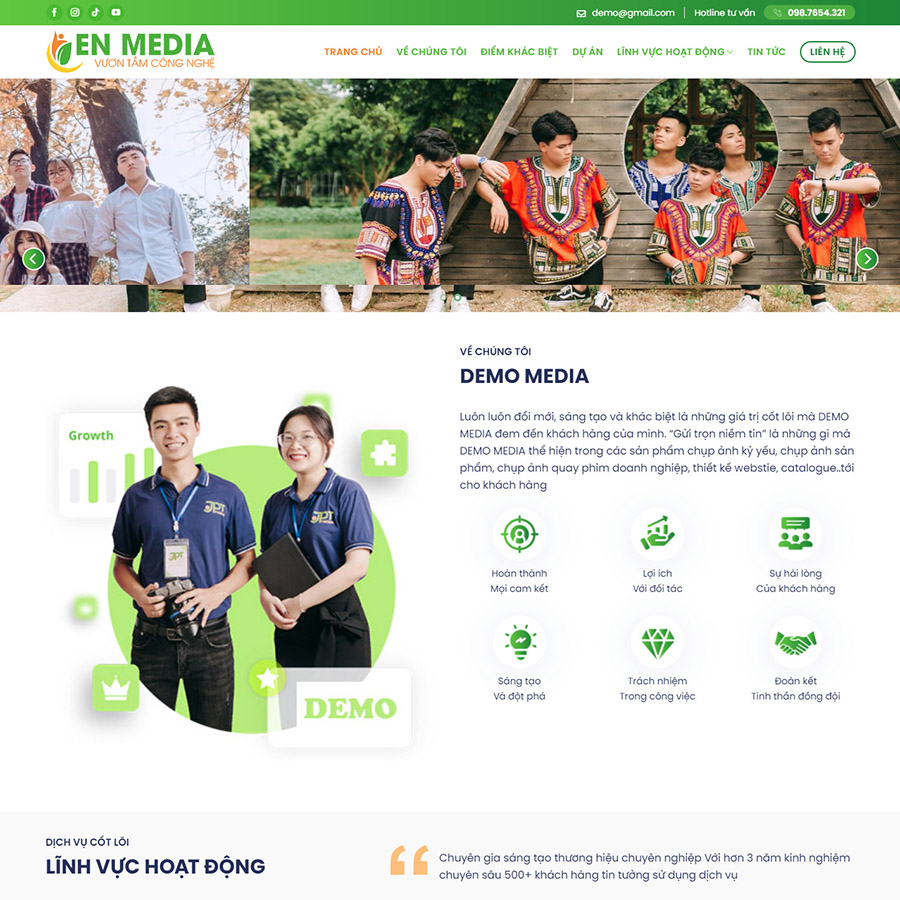 demo@gmail.com
Hotline tư vấn
098.7654.321
EN MEDIA
VƯƠN TẦM CÔNG NGHỆ
TRANG CHỦ
VỀ CHÚNG TÔI
ĐIỂM KHÁC BIỆT
DỰ ÁN
LĨNH VỰC HOẠT ĐỘNG
TIN TỨC
LIÊN HỆ
VỀ CHÚNG TÔI
DEMO MEDIA
Luôn luôn đổi mới, sáng tạo và khác biệt là những giá trị cốt lõi mà DEMO
MEDIA đem đến khách hàng của mình. “Gửi trọn niềm tin” là những gì mà
DEMO MEDIA thể hiện trong các sản phẩm chụp ảnh kỷ yếu, chụp ảnh sản
phẩm, chụp ảnh quay phim doanh nghiệp, thiết kế webstie, catalogue..tới
cho khách hàng
Growth
JPT
JPT
JPT
DEMO
Hoàn thành
Mọi cam kết
Lợi ích
Với đối tác
Sự hài lòng
Của khách hàng
Sáng tạo
Và đột phá
Trách nhiệm
Trong công việc
Đoàn kết
Tinh thần đồng đội
DỊCH VỤ CỐT LÕI
LĨNH VỰC HOẠT ĐỘNG
Chuyên gia sáng tạo thương hiệu chuyên nghiệp Với hơn 3 năm kinh nghiệm
chuyên sâu 500+ khách hàng tin tưởng sử dụng dịch vụ